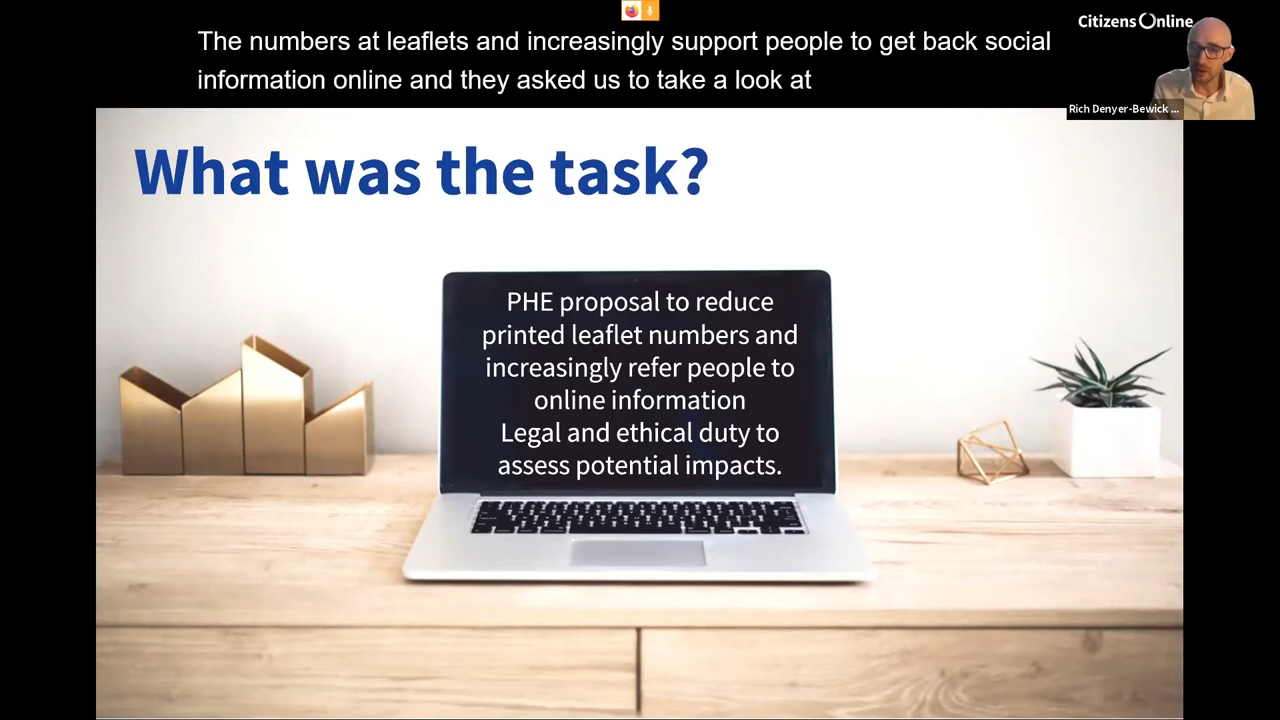 The numbers at leaflets and increasingly support people to get back social
information online and they asked us to take a look at
Citizens Online
Rich Denyer-Bewick ...
What was the task?
PHE proposal to reduce
printed leaflet numbers and
increasingly refer people to
online information
Legal and ethical duty to
assess potential impacts.